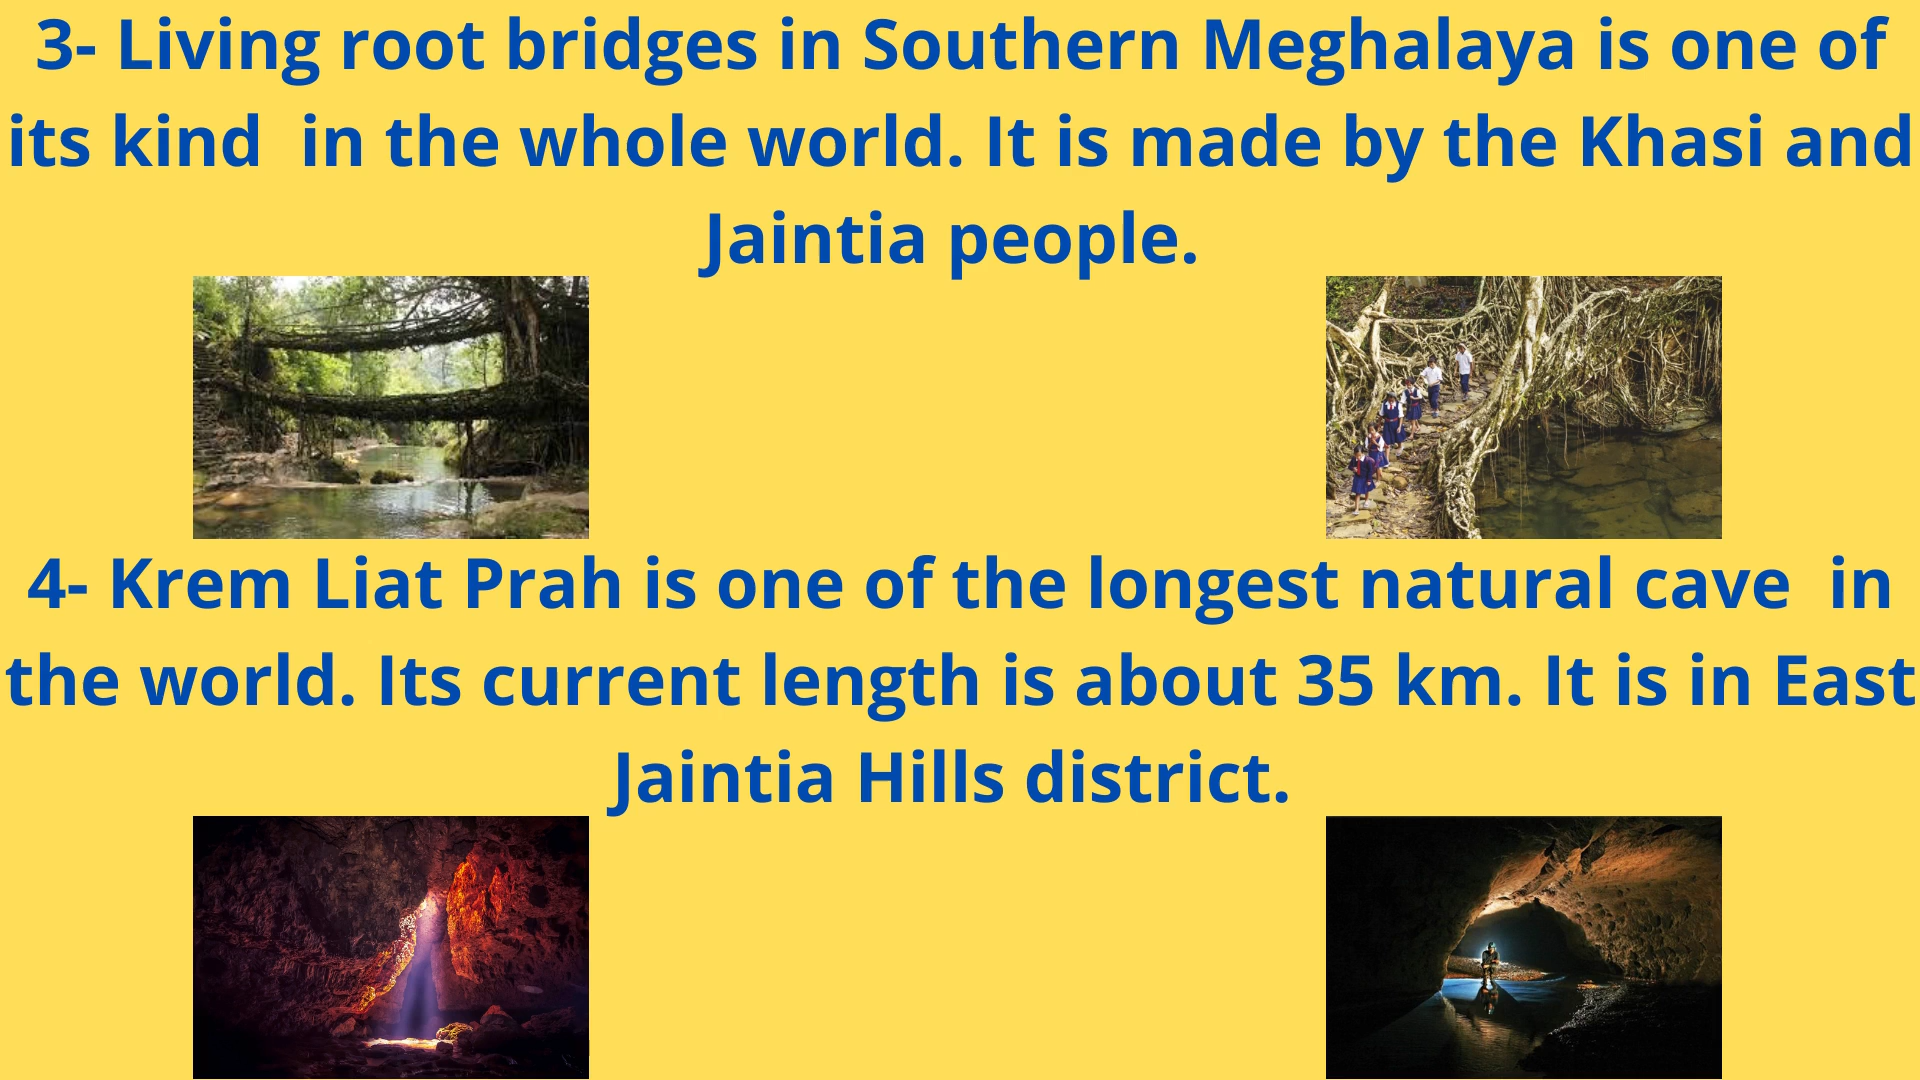 3- Living root bridges in Southern Meghalaya is one of
its kind  in the whole world. It is made by the Khasi and
Jaintia people.
4- Krem Liat Prah is one of the longest natural cave  in
the world. Its current length is about 35 km. It is in East
Jaintia Hills district.